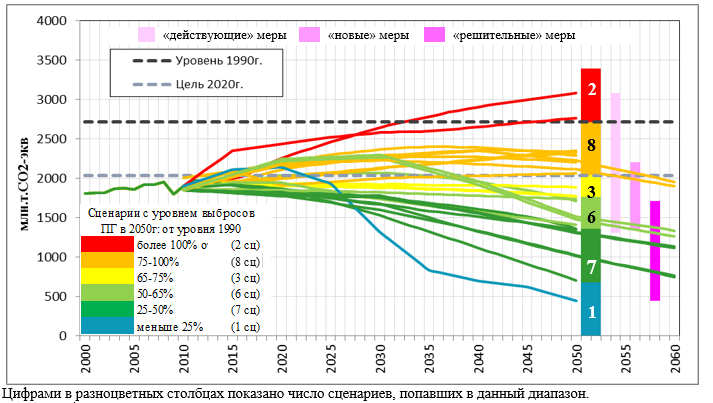 «действующие» меры
«новые» меры
«решительные» меры
Уровень 1990г.
Цель 2020г.
млн.т.СО2-экв
4000
3500
3000
2500
2000
1500
1000
500
0
Сценарии с уровнем выбросов
ПГ в 2050г. от уровня 1990
более 100% (2 сц)
75-100% (8 сц)
65-75% (3 сц)
50-65% (6 сц)
25-50% (7 сц)
меньше 25% (1 сц)
2
8
3
6
7
1
2000
2005
2010
2015
2020
2025
2030
2035
2040
2045
2050
2055
2060
Цифрами в разноцветных столбцах показано число сценариев, попавших в данный диапазон.